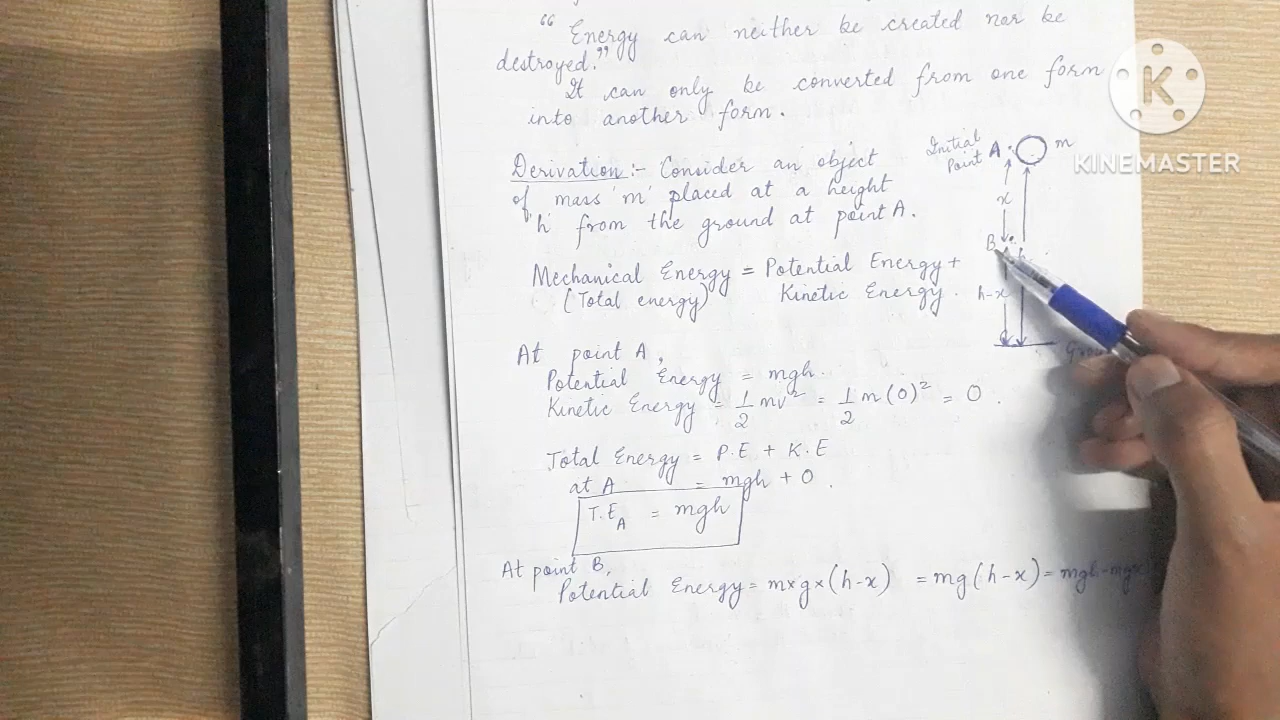 “ Energy can neither be created nor be
destroyed.”
It can only be converted from one form
into another form.
K
KINEMASTER
Initial
Point A m
Derivation :- Consider an object
of mass 'm' placed at a height
'h' from the ground at point A.
x
B
h-x
Mechanical Energy = Potential Energy +
(Total energy) Kinetic Energy.
At point A,
Potential Energy = mgh.
Kinetic Energy = 1/2 mv² = 1/2 m(0)² = 0.
Total Energy = P.E + K.E
at A = mgh + 0.
T.E_A = mgh
At point B,
Potential Energy = m×g×(h-x) = mg(h-x) = mgh-mgx